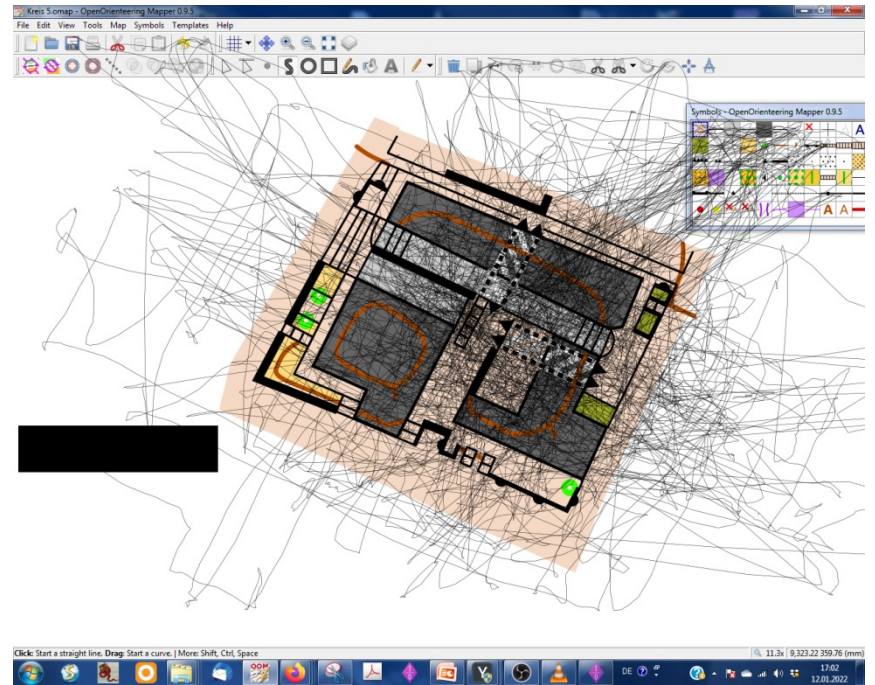 Kreis 5.omap - OpenOrienteering Mapper 0.9.5
File Edit View Tools Map Symbols Templates Help
Symbols - OpenOrienteering Mapper 0.9.5
Click: Start a straight line. Drag: Start a curve. | More: Shift, Ctrl, Space
11.3x 9,323.22 359.76 (mm)
OOM
DE
17:02
12.01.2022